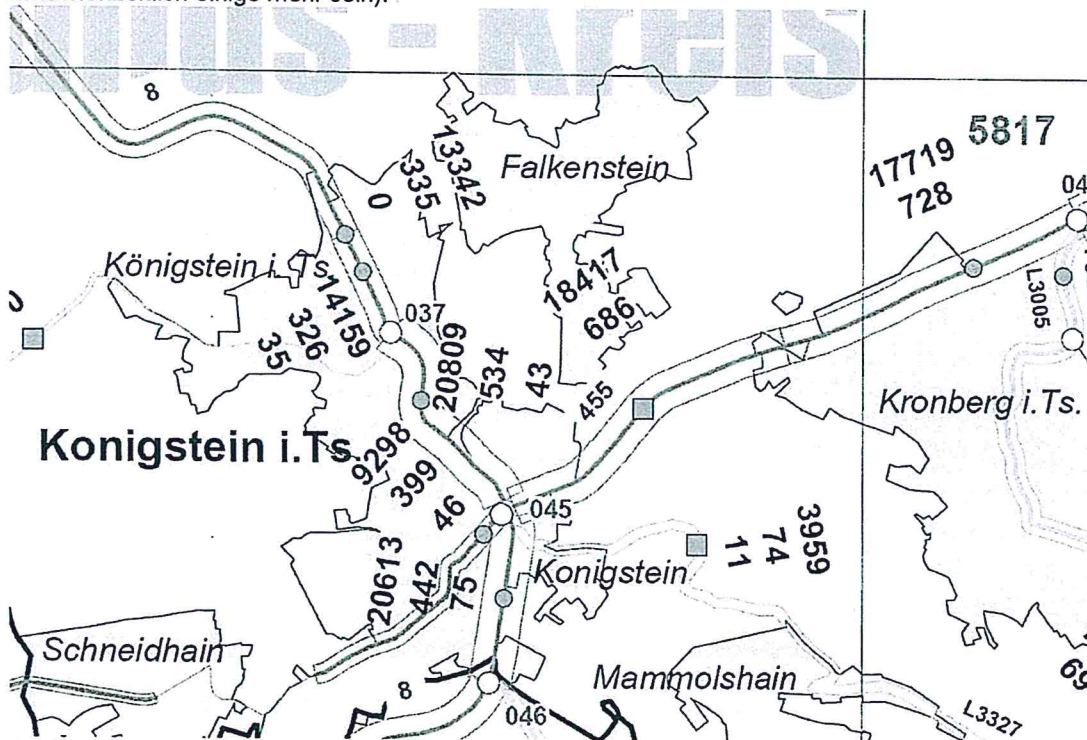 - Kreis
8
5817
17719
728
Falkenstein
13342
335
0
Königstein i. Ts.
14159
326
35
037
18417
686
L3005
20809
534
43
455
Kronberg i.Ts.
Konigstein i.Ts.
9298
399
46
045
3959
74
11
20613
442
75
Konigstein
Schneidhain
8
Mammolshain
046
L3327